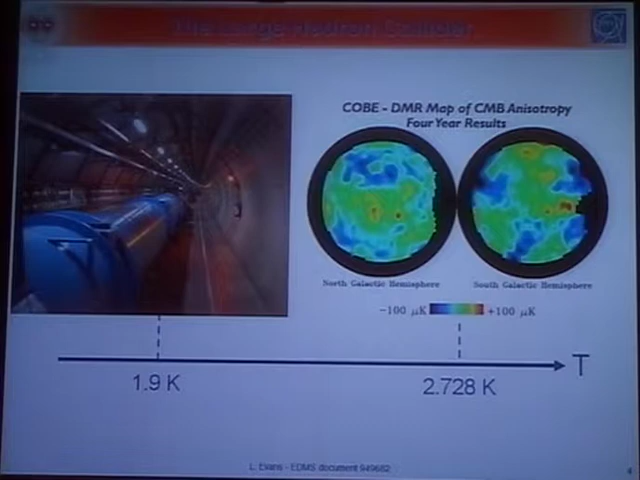 The Large Hadron Collider
COBE - DMR Map of CMB Anisotropy
Four Year Results
North Galactic Hemisphere
South Galactic Hemisphere
-100 µK +100 µK
T
1.9 K
2.728 K
L. Evans - EDMS document 949682